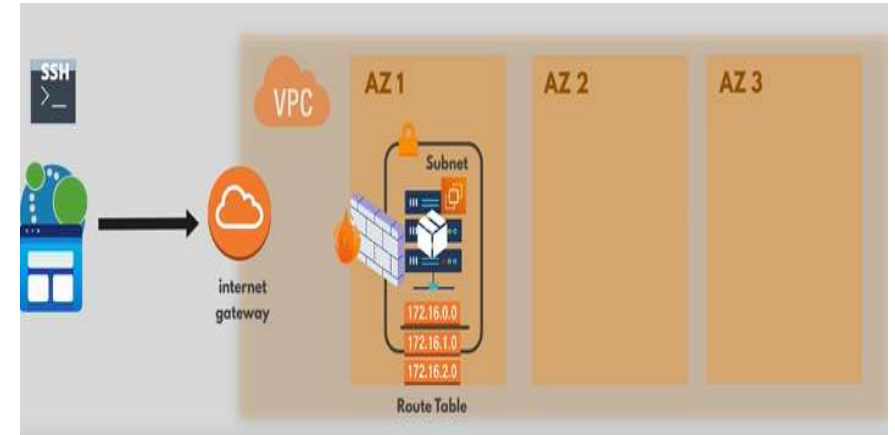 SSH
>_
VPC
AZ 1
AZ 2
AZ 3
Subnet
internet
gateway
172.16.0.0
172.16.1.0
172.16.2.0
Route Table